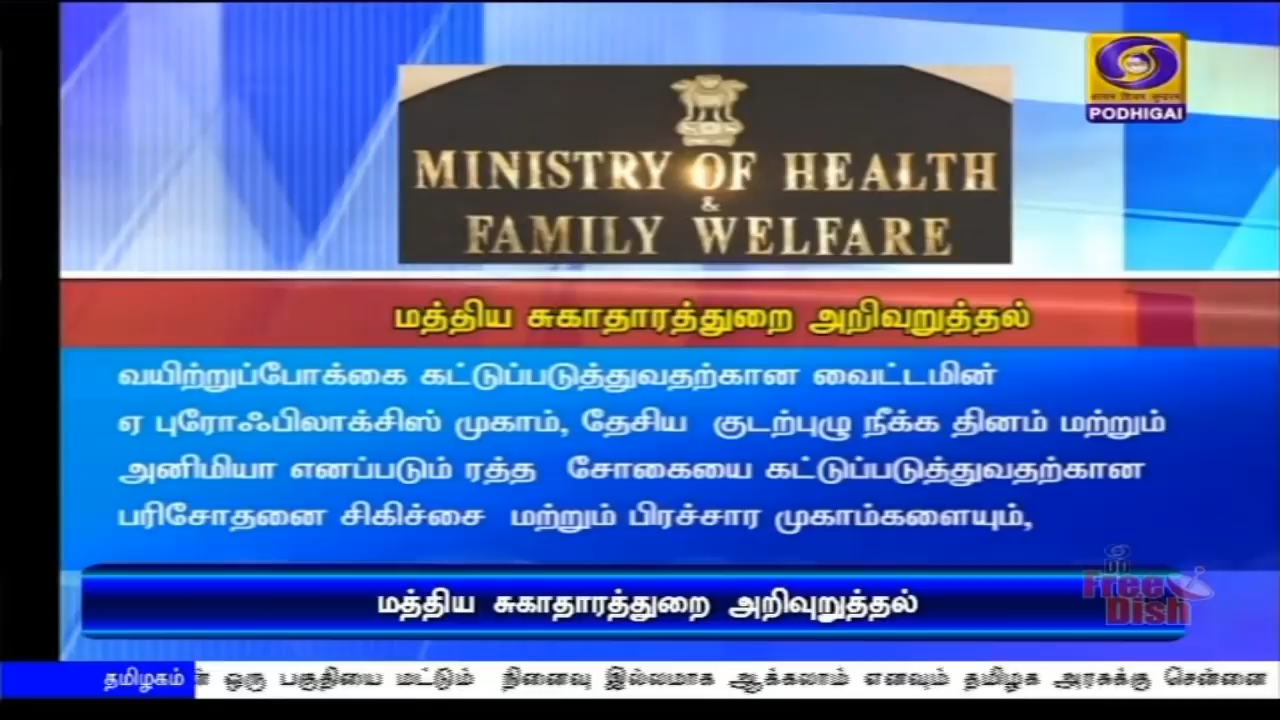 MINISTRY OF HEALTH
&
FAMILY WELFARE
PODHIGAI
மத்திய சுகாதாரத்துறை அறிவுறுத்தல்
வயிற்றுப்போக்கை கட்டுப்படுத்துவதற்கான வைட்டமின்
ஏ புரோஃபிலாக்சிஸ் முகாம், தேசிய குடற்புழு நீக்க தினம் மற்றும்
அனிமியா எனப்படும் ரத்த சோகையை கட்டுப்படுத்துவதற்கான
பரிசோதனை சிகிச்சை மற்றும் பிரச்சார முகாம்களையும்,
மத்திய சுகாதாரத்துறை அறிவுறுத்தல்
Free
Dish
தமிழகம் ஒரு பகுதியை மட்டும் நினைவு இல்லமாக ஆக்கலாம் எனவும் தமிழக அரசுக்கு சென்னை